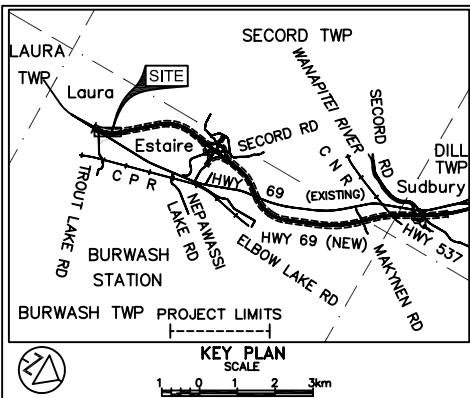 SECOND TWP
LAURA
TWP
Laura
SITE
WANAPITEI RIVER
SECORD RD
Estaire
SECORD RD
C N R
DILL
TWP
Sudbury
TROUT LAKE RD
C P R
HWY 69
(EXISTING)
NEPAWASSI
LAKE RD
ELBOW LAKE RD
HWY 69 (NEW)
MAKYNEN RD
HWY 537
BURWASH
STATION
BURWASH TWP
PROJECT LIMITS
N
KEY PLAN
SCALE
1 0 1 2 3km